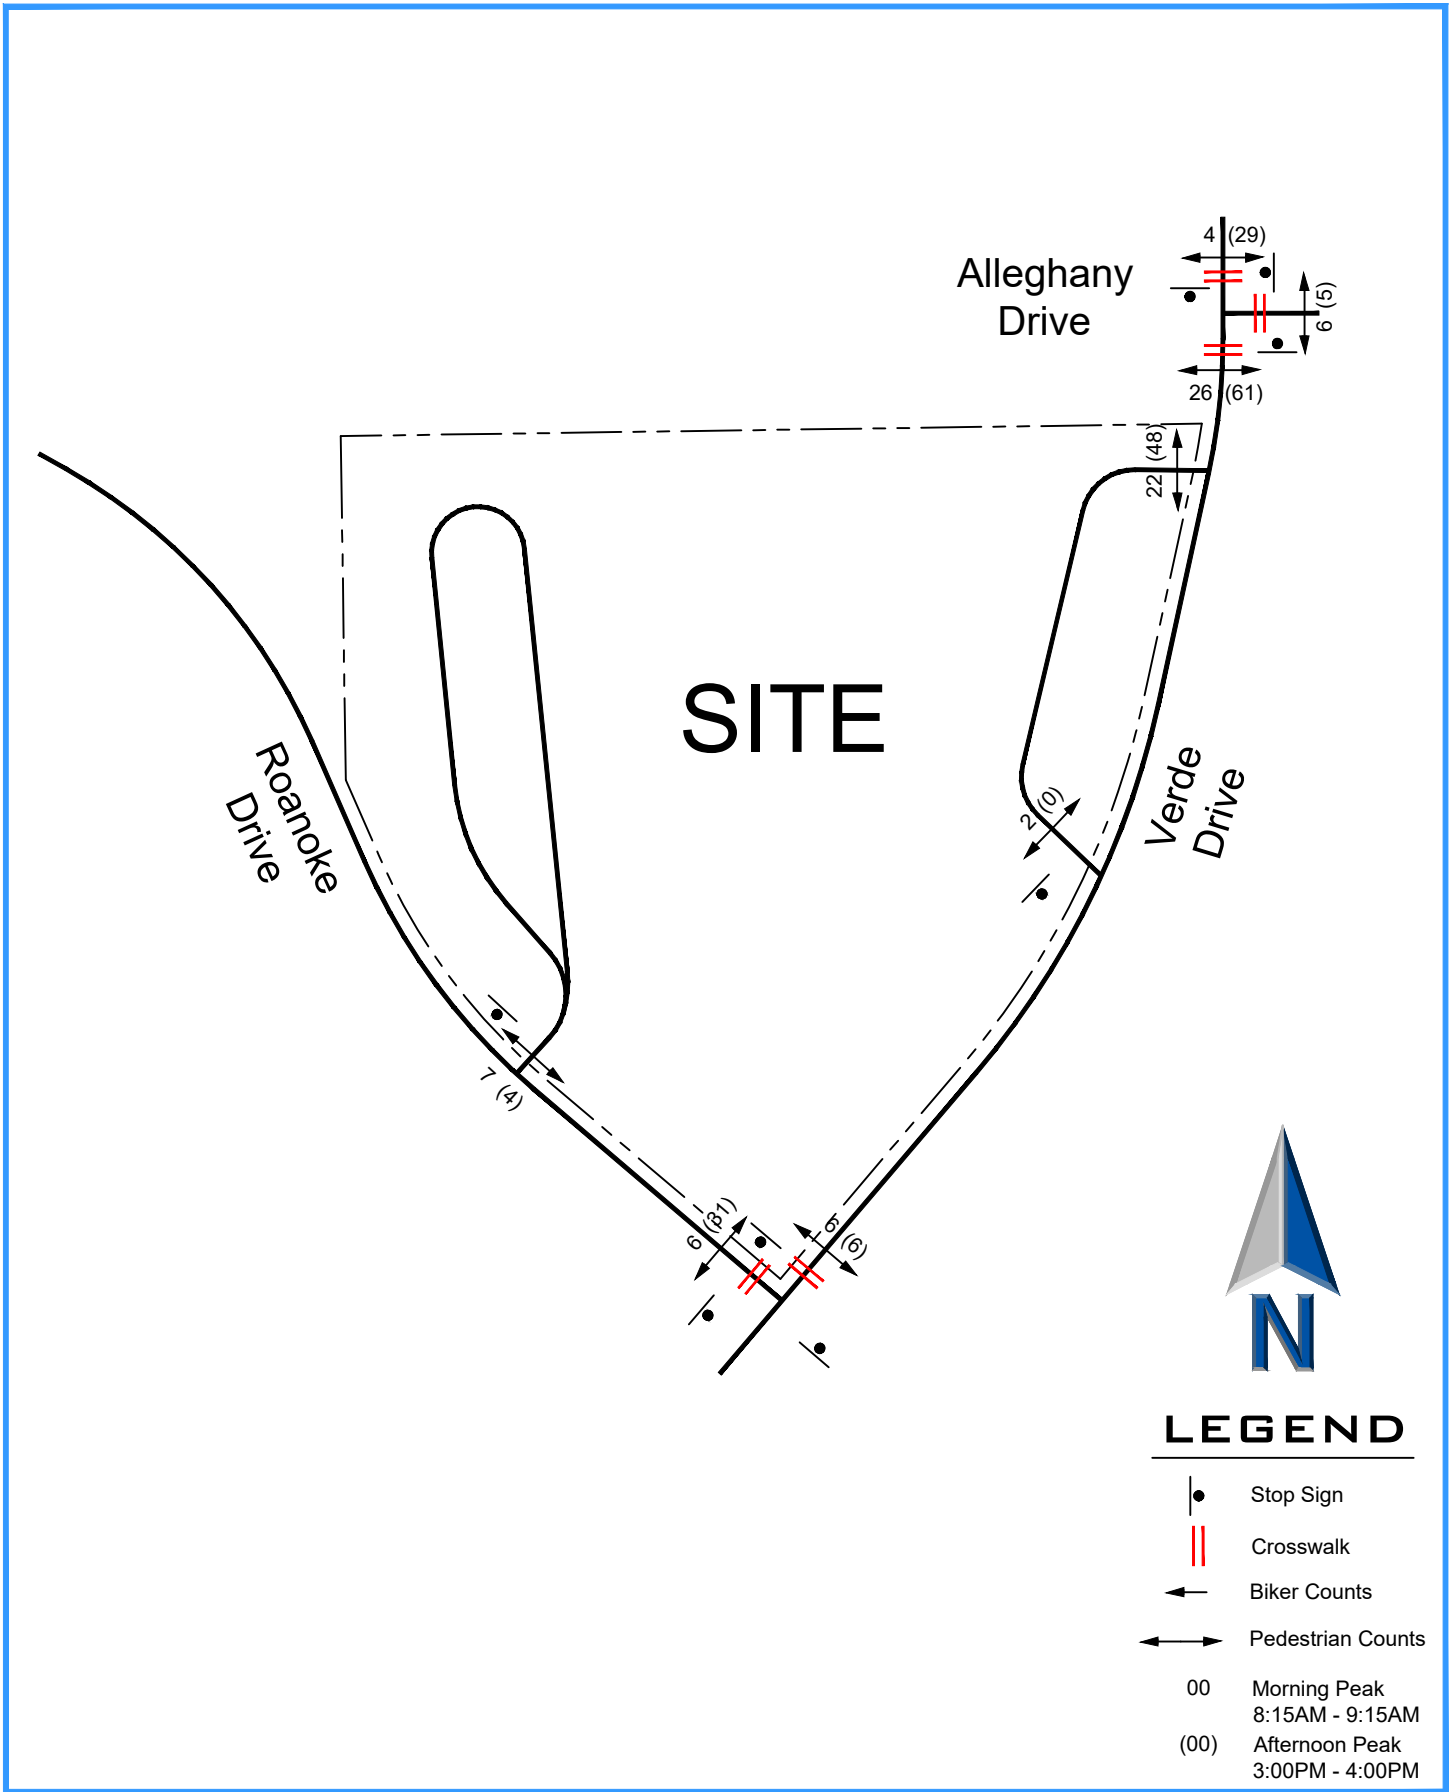 4 (29)
Alleghany
Drive
6 (5)
26 (61)
22 (48)
SITE
Roanoke
Drive
Verde
Drive
2 (0)
7 (4)
6 (31)
(6)
N
LEGEND
Stop Sign
Crosswalk
Biker Counts
Pedestrian Counts
00 Morning Peak
8:15AM - 9:15AM
(00) Afternoon Peak
3:00PM - 4:00PM